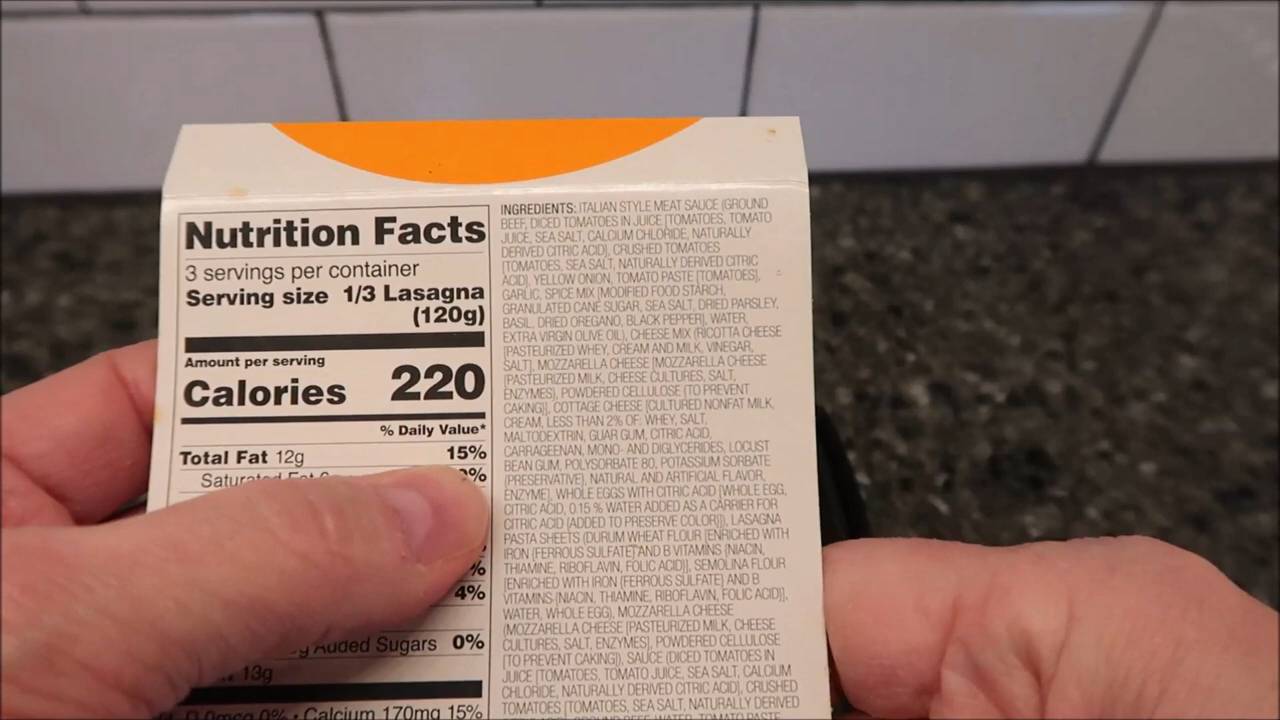 Nutrition Facts
3 servings per container
Serving size 1/3 Lasagna
(120g)
Amount per serving
Calories 220
% Daily Value*
Total Fat 12g 15%
Saturated Fat
%
%
4%
Added Sugars 0%
13g
D 0mcg 0% • Calcium 170mg 15%
INGREDIENTS: ITALIAN STYLE MEAT SAUCE (GROUND
BEEF, DICED TOMATOES IN JUICE [TOMATOES, TOMATO
JUICE, SEA SALT, CALCIUM CHLORIDE, NATURALLY
DERIVED CITRIC ACID], CRUSHED TOMATOES
[TOMATOES, SEA SALT, NATURALLY DERIVED CITRIC
ACID], YELLOW ONION, TOMATO PASTE [TOMATOES],
GARLIC, SPICE MIX [MODIFIED FOOD STARCH,
GRANULATED CANE SUGAR, SEA SALT, DRIED PARSLEY,
BASIL, DRIED OREGANO, BLACK PEPPER], WATER,
EXTRA VIRGIN OLIVE OIL), CHEESE MIX (RICOTTA CHEESE
[PASTEURIZED WHEY, CREAM AND MILK, VINEGAR,
SALT], MOZZARELLA CHEESE [MOZZARELLA CHEESE
{PASTEURIZED MILK, CHEESE CULTURES, SALT,
ENZYMES}, POWDERED CELLULOSE {TO PREVENT
CAKING}], COTTAGE CHEESE [CULTURED NONFAT MILK,
CREAM, LESS THAN 2% OF: WHEY, SALT,
MALTODEXTRIN, GUAR GUM, CITRIC ACID,
CARRAGEENAN, MONO- AND DIGLYCERIDES, LOCUST
BEAN GUM, POLYSORBATE 80, POTASSIUM SORBATE
{PRESERVATIVE}, NATURAL AND ARTIFICIAL FLAVOR,
ENZYME], WHOLE EGGS WITH CITRIC ACID [WHOLE EGG,
CITRIC ACID, 0.15 % WATER ADDED AS A CARRIER FOR
CITRIC ACID {ADDED TO PRESERVE COLOR}]), LASAGNA
PASTA SHEETS (DURUM WHEAT FLOUR [ENRICHED WITH
IRON {FERROUS SULFATE} AND B VITAMINS {NIACIN,
THIAMINE, RIBOFLAVIN, FOLIC ACID}], SEMOLINA FLOUR
[ENRICHED WITH IRON {FERROUS SULFATE} AND B
VITAMINS {NIACIN, THIAMINE, RIBOFLAVIN, FOLIC ACID}],
WATER, WHOLE EGG), MOZZARELLA CHEESE
(MOZZARELLA CHEESE [PASTEURIZED MILK, CHEESE
CULTURES, SALT, ENZYMES], POWDERED CELLULOSE
[TO PREVENT CAKING]), SAUCE (DICED TOMATOES IN
JUICE [TOMATOES, TOMATO JUICE, SEA SALT, CALCIUM
CHLORIDE, NATURALLY DERIVED CITRIC ACID], CRUSHED
TOMATOES [TOMATOES, SEA SALT, NATURALLY DERIVED
GROUND BEEF, WATER, TOMATO PASTE